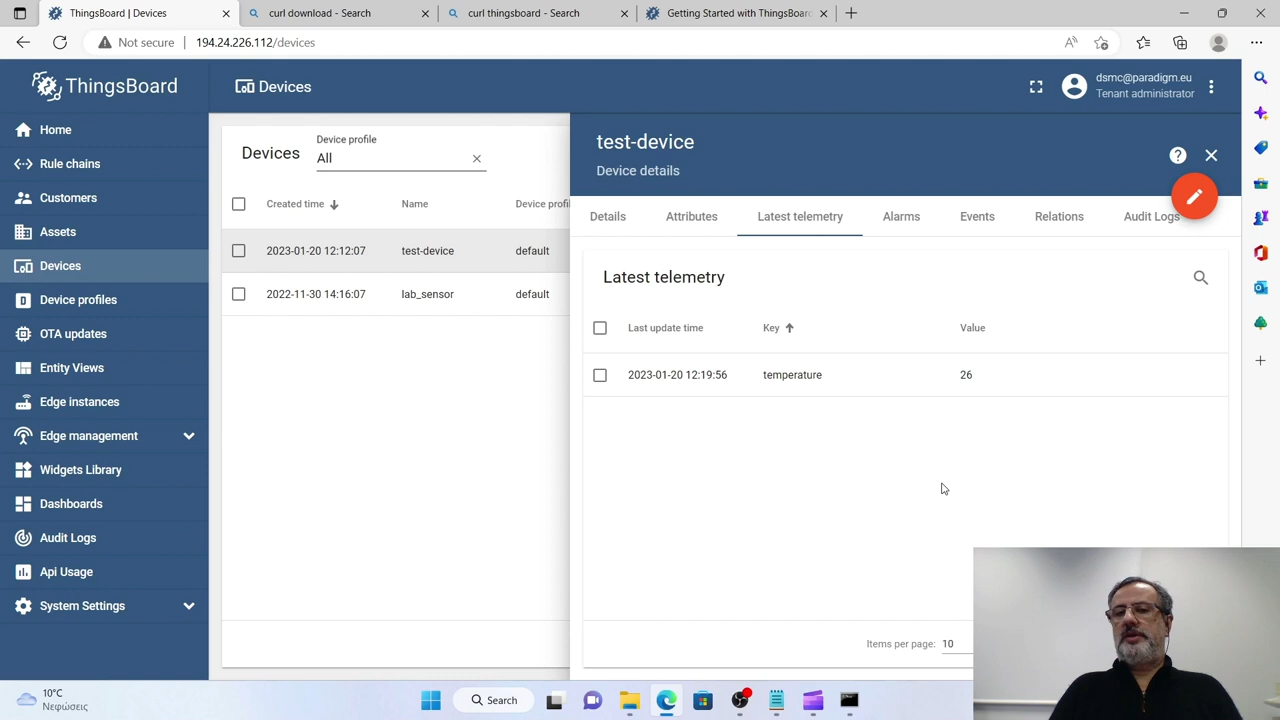 ThingsBoard | Devices
curl download - Search
curl thingsboard - Search
Getting Started with ThingsBoard
Not secure
194.24.226.112/devices
ThingsBoard
Devices
dsmc@paradigm.eu
Tenant administrator
Home
Rule chains
Customers
Assets
Devices
Device profiles
OTA updates
Entity Views
Edge instances
Edge management
Widgets Library
Dashboards
Audit Logs
Api Usage
System Settings
Devices
Device profile
All
Created time Name Device profil
2023-01-20 12:12:07 test-device default
2022-11-30 14:16:07 lab_sensor default
test-device
Device details
Details Attributes Latest telemetry Alarms Events Relations Audit Logs
Latest telemetry
Last update time Key Value
2023-01-20 12:19:56 temperature 26
Items per page: 10
10°C
Νεφώσεις
Search